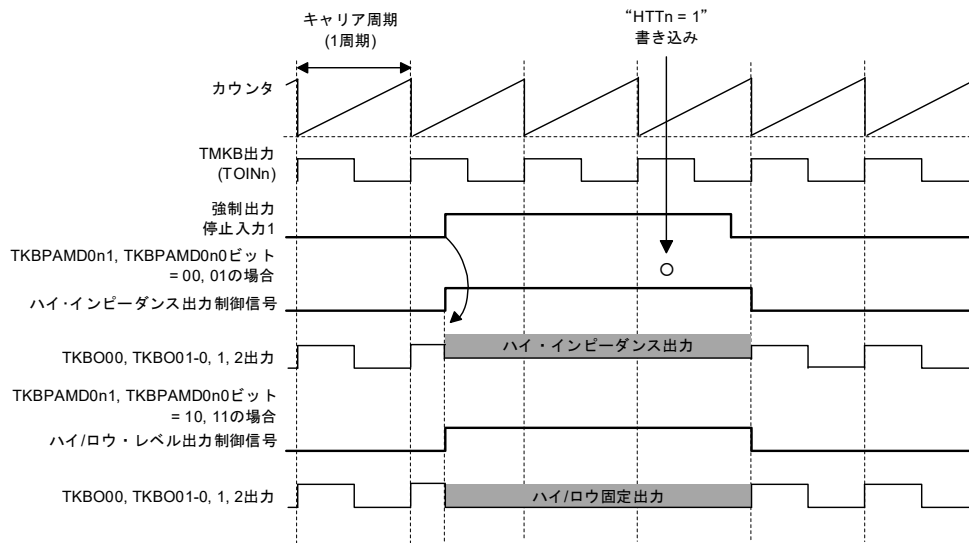 キャリア周期
(1周期)
“HTTn = 1”
書き込み
カウンタ
TMKB出力
(TOINn)
強制出力
停止入力1
TKBPAMD0n1, TKBPAMD0n0ビット
= 00, 01の場合
ハイ・インピーダンス出力制御信号
ハイ・インピーダンス出力
TKBO00, TKBO01-0, 1, 2出力
TKBPAMD0n1, TKBPAMD0n0ビット
= 10, 11の場合
ハイ/ロウ・レベル出力制御信号
TKBO00, TKBO01-0, 1, 2出力
ハイ/ロウ固定出力